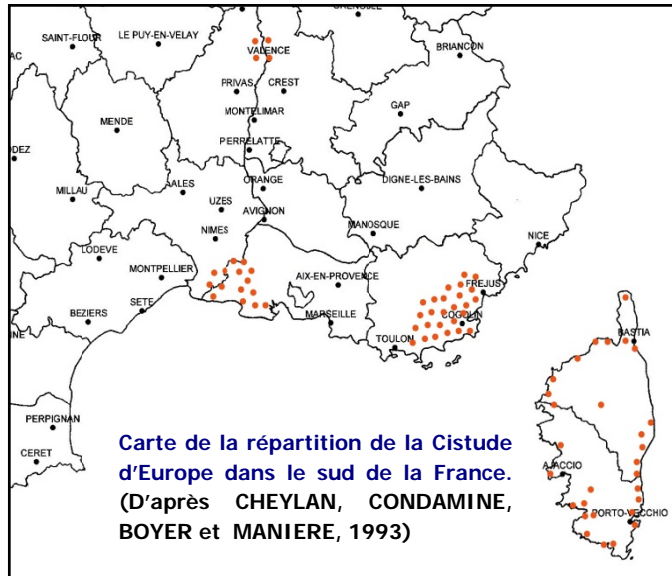 GRENOBLE
SAINT-FLOUR
LE PUY-EN-VELAY
VALENCE
BRIANCON
PRIVAS
CREST
GAP
MENDE
MONTELIMAR
PERRELATTE
ORANGE
DIGNE-LES-BAINS
MILLAU
ALES
UZES
AVIGNON
MANOSQUE
NIMES
NICE
LODEVE
MONTPELLIER
AIX-EN-PROVENCE
FREJUS
BEZIERS
SETE
MARSEILLE
COGOLIN
TOULON
BASTIA
PERPIGNAN
CERET
Carte de la répartition de la Cistude
d'Europe dans le sud de la France.
(D'après CHEYLAN, CONDAMINE,
BOYER et MANIERE, 1993)
AJACCIO
PORTO-VECCHIO